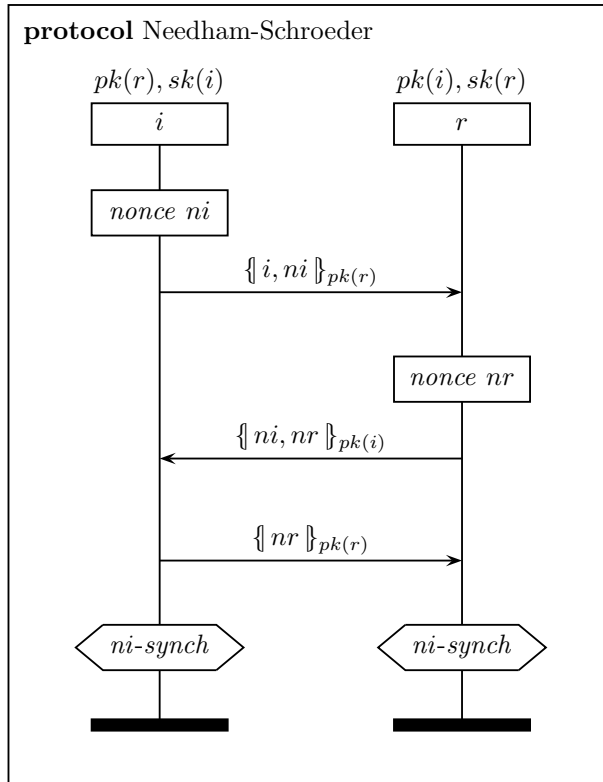 protocol Needham-Schroeder
pk(r), sk(i)
pk(i), sk(r)
i
r
nonce ni
{| i, ni |}pk(r)
nonce nr
{| ni, nr |}pk(i)
{| nr |}pk(r)
ni-synch
ni-synch